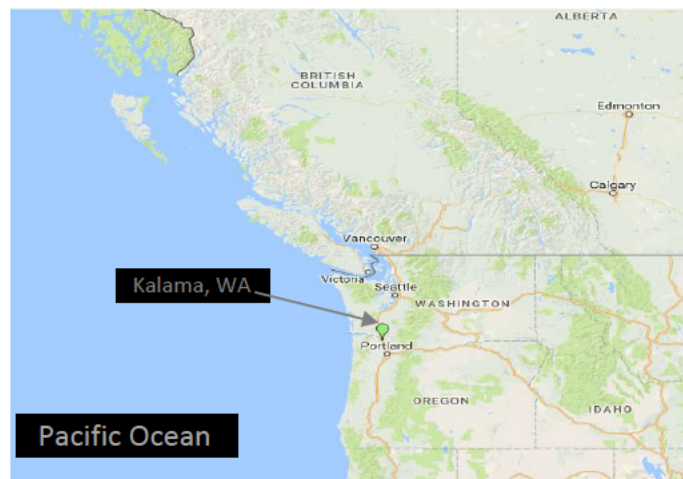 ALBERTA
BRITISH
COLUMBIA
Edmonton
Calgary
Vancouver
Victoria
Kalama, WA
Seattle
WASHINGTON
Portland
OREGON
IDAHO
Pacific Ocean